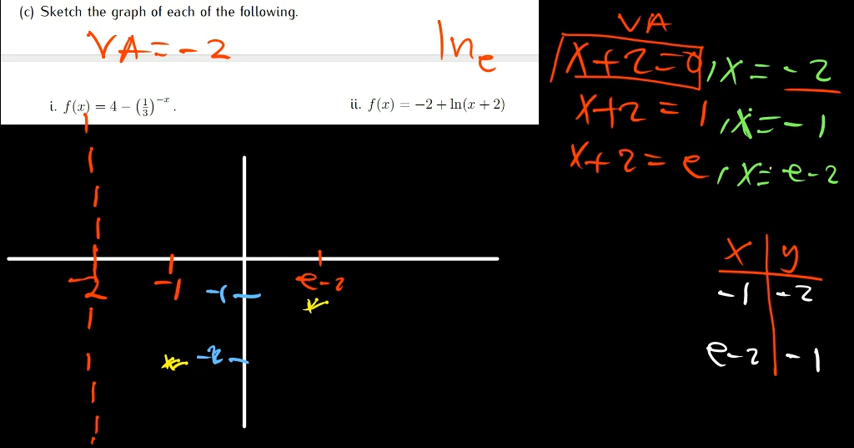 (c) Sketch the graph of each of the following.
VA = -2
ln e
i. f(x) = 4 − (1/3)^−x .
ii. f(x) = −2 + ln(x + 2)
VA
x+2=0, x = -2
x+2 = 1, x = -1
x+2 = e, x = e-2
-2
-1
e-2
-1
-2
x y
-1 -2
e-2 -1